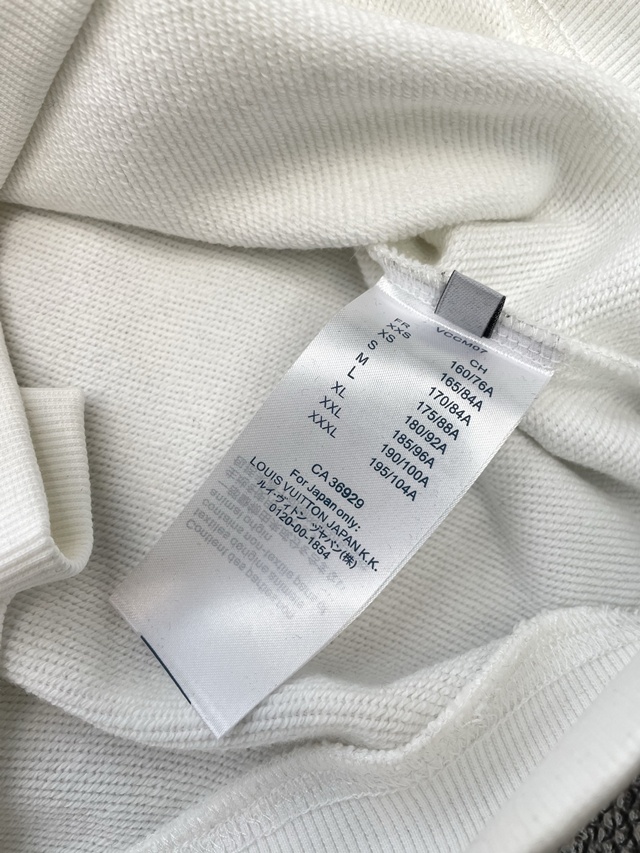 VCCM07
FR CH
XXS 160/76A
XS 165/84A
S 170/84A
M 175/88A
L 180/92A
XL 185/96A
XXL 190/100A
XXXL 195/104A
CA 36929
For Japan only:
LOUIS VUITTON JAPAN K.K.
ルイ・ヴィトン ジャパン(株)
0120-00-1854